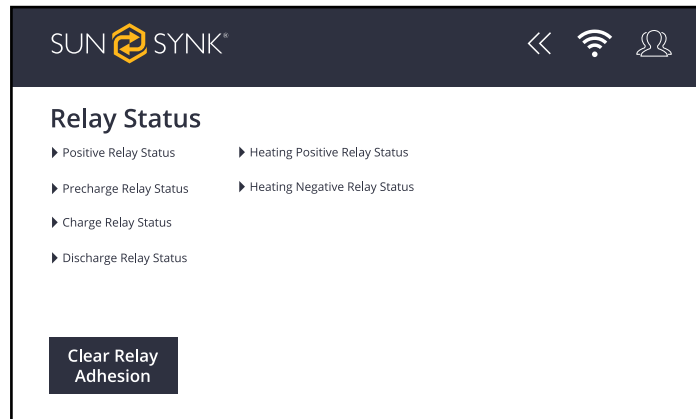 SUN SYNK®
Relay Status
Positive Relay Status
Precharge Relay Status
Charge Relay Status
Discharge Relay Status
Heating Positive Relay Status
Heating Negative Relay Status
Clear Relay
Adhesion